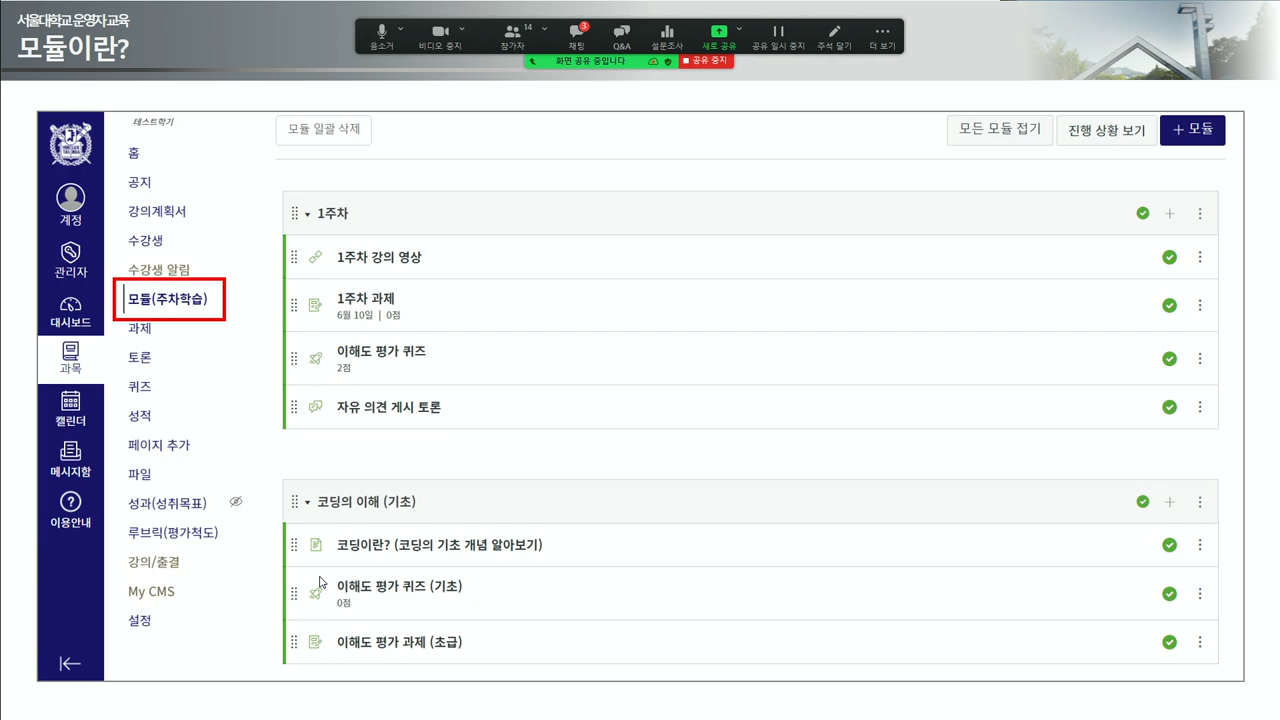 서울대학교 운영자 교육
모듈이란?
음소거
비디오 중지
14
참가자
3
채팅
Q&A
설문조사
새로 공유
공유 일시 중지
주석 달기
더 보기
화면 공유 중입니다
공유 중지
계정
관리자
대시보드
과목
캘린더
메시지함
이용안내
테스트학기
홈
공지
강의계획서
수강생
수강생 알림
모듈(주차학습)
과제
토론
퀴즈
성적
페이지 추가
파일
성과(성취목표)
루브릭(평가척도)
강의/출결
My CMS
설정
모듈 일괄 삭제
모든 모듈 접기
진행 상황 보기
+ 모듈
1주차
1주차 강의 영상
1주차 과제
6월 10일 | 0점
이해도 평가 퀴즈
2점
자유 의견 게시 토론
코딩의 이해 (기초)
코딩이란? (코딩의 기초 개념 알아보기)
이해도 평가 퀴즈 (기초)
0점
이해도 평가 과제 (초급)